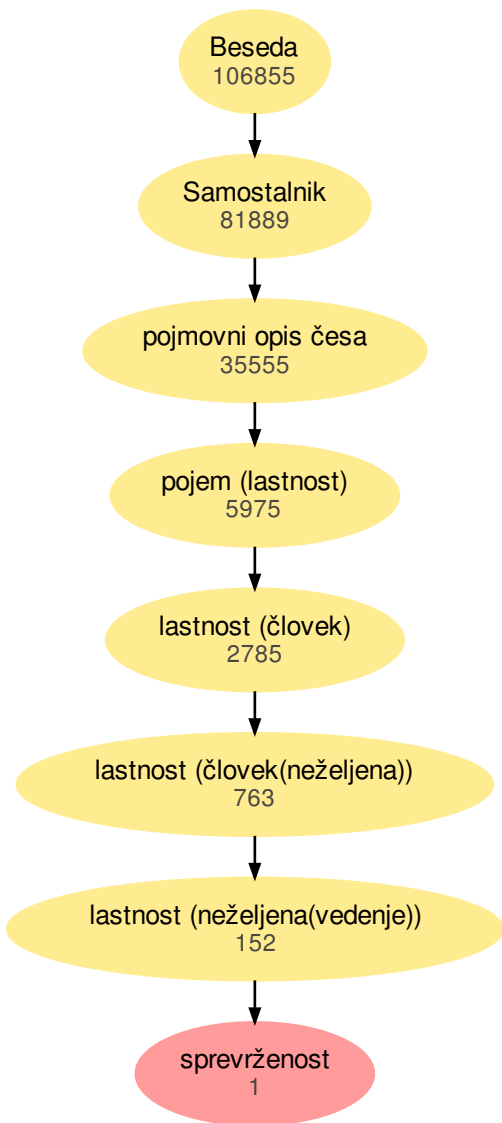 Beseda
106855
Samostalnik
81889
pojmovni opis česa
35555
pojem (lastnost)
5975
lastnost (človek)
2785
lastnost (človek(neželjena))
763
lastnost (neželjena(vedenje))
152
sprevrženost
1